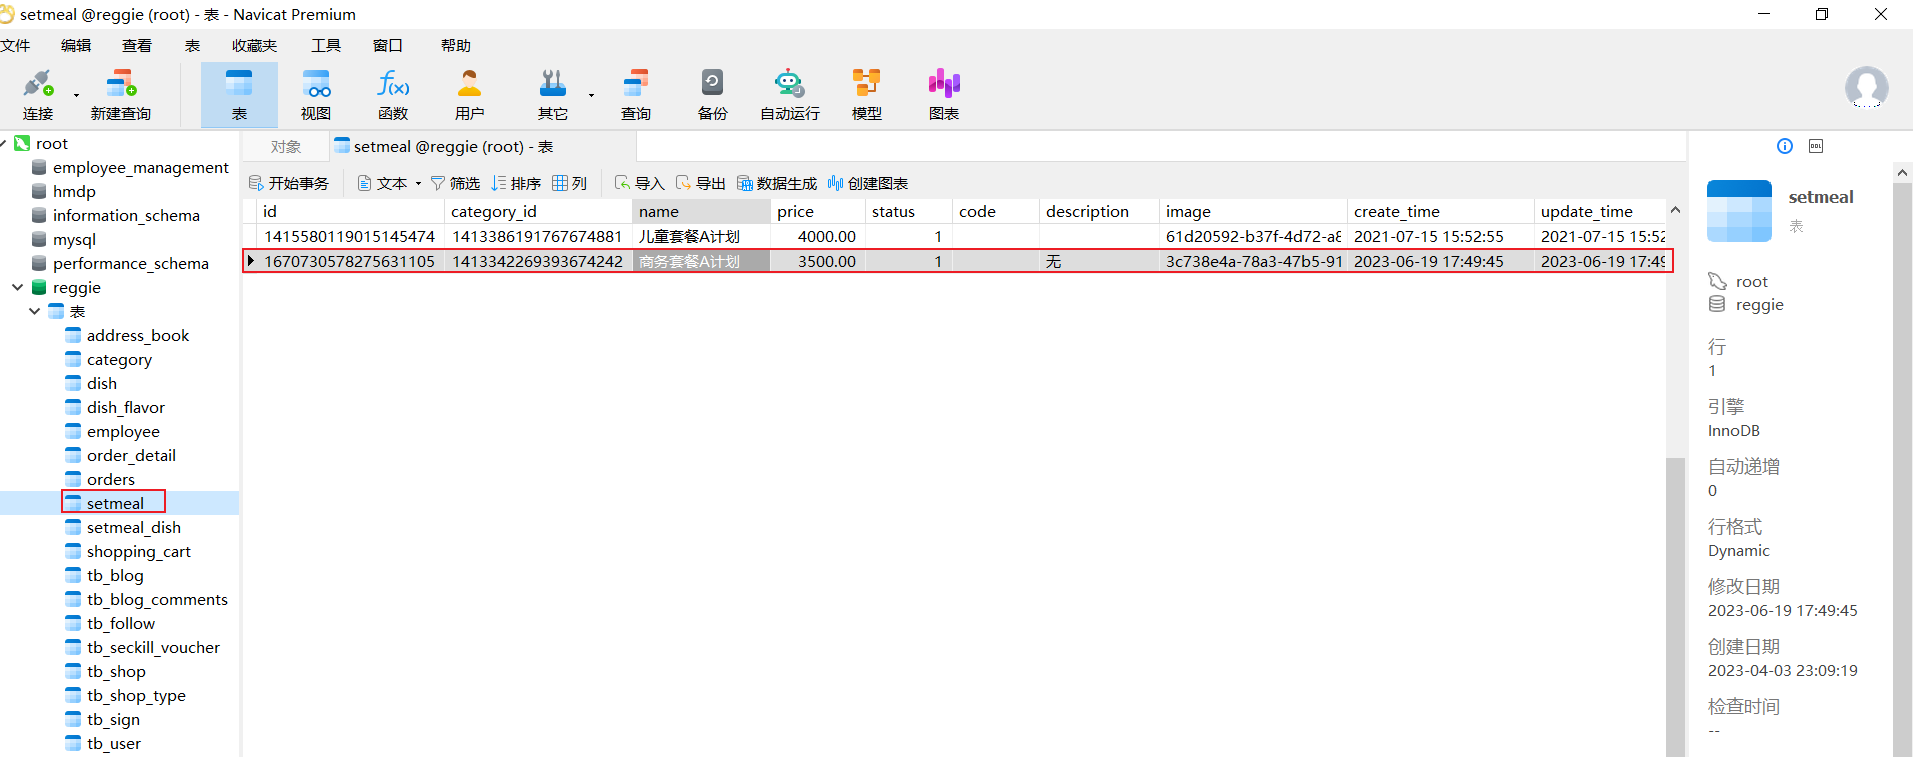 setmeal @reggie (root) - 表 - Navicat Premium
文件 编辑 查看 表 收藏夹 工具 窗口 帮助
连接 新建查询 表 视图 函数 用户 其它 查询 备份 自动运行 模型 图表
root
employee_management
hmdp
information_schema
mysql
performance_schema
reggie
表
address_book
category
dish
dish_flavor
employee
order_detail
orders
setmeal
setmeal_dish
shopping_cart
tb_blog
tb_blog_comments
tb_follow
tb_seckill_voucher
tb_shop
tb_shop_type
tb_sign
tb_user
对象 setmeal @reggie (root) - 表
开始事务 文本 筛选 排序 列 导入 导出 数据生成 创建图表
id category_id name price status code description image create_time update_time
1415580119015145474 1413386191767674881 儿童套餐A计划 4000.00 1 61d20592-b37f-4d72-a8 2021-07-15 15:52:55 2021-07-15 15:52
1670730578275631105 1413342269393674242 商务套餐A计划 3500.00 1 无 3c738e4a-78a3-47b5-91 2023-06-19 17:49:45 2023-06-19 17:49
DDL
setmeal
表
root
reggie
行
1
引擎
InnoDB
自动递增
0
行格式
Dynamic
修改日期
2023-06-19 17:49:45
创建日期
2023-04-03 23:09:19
检查时间
--